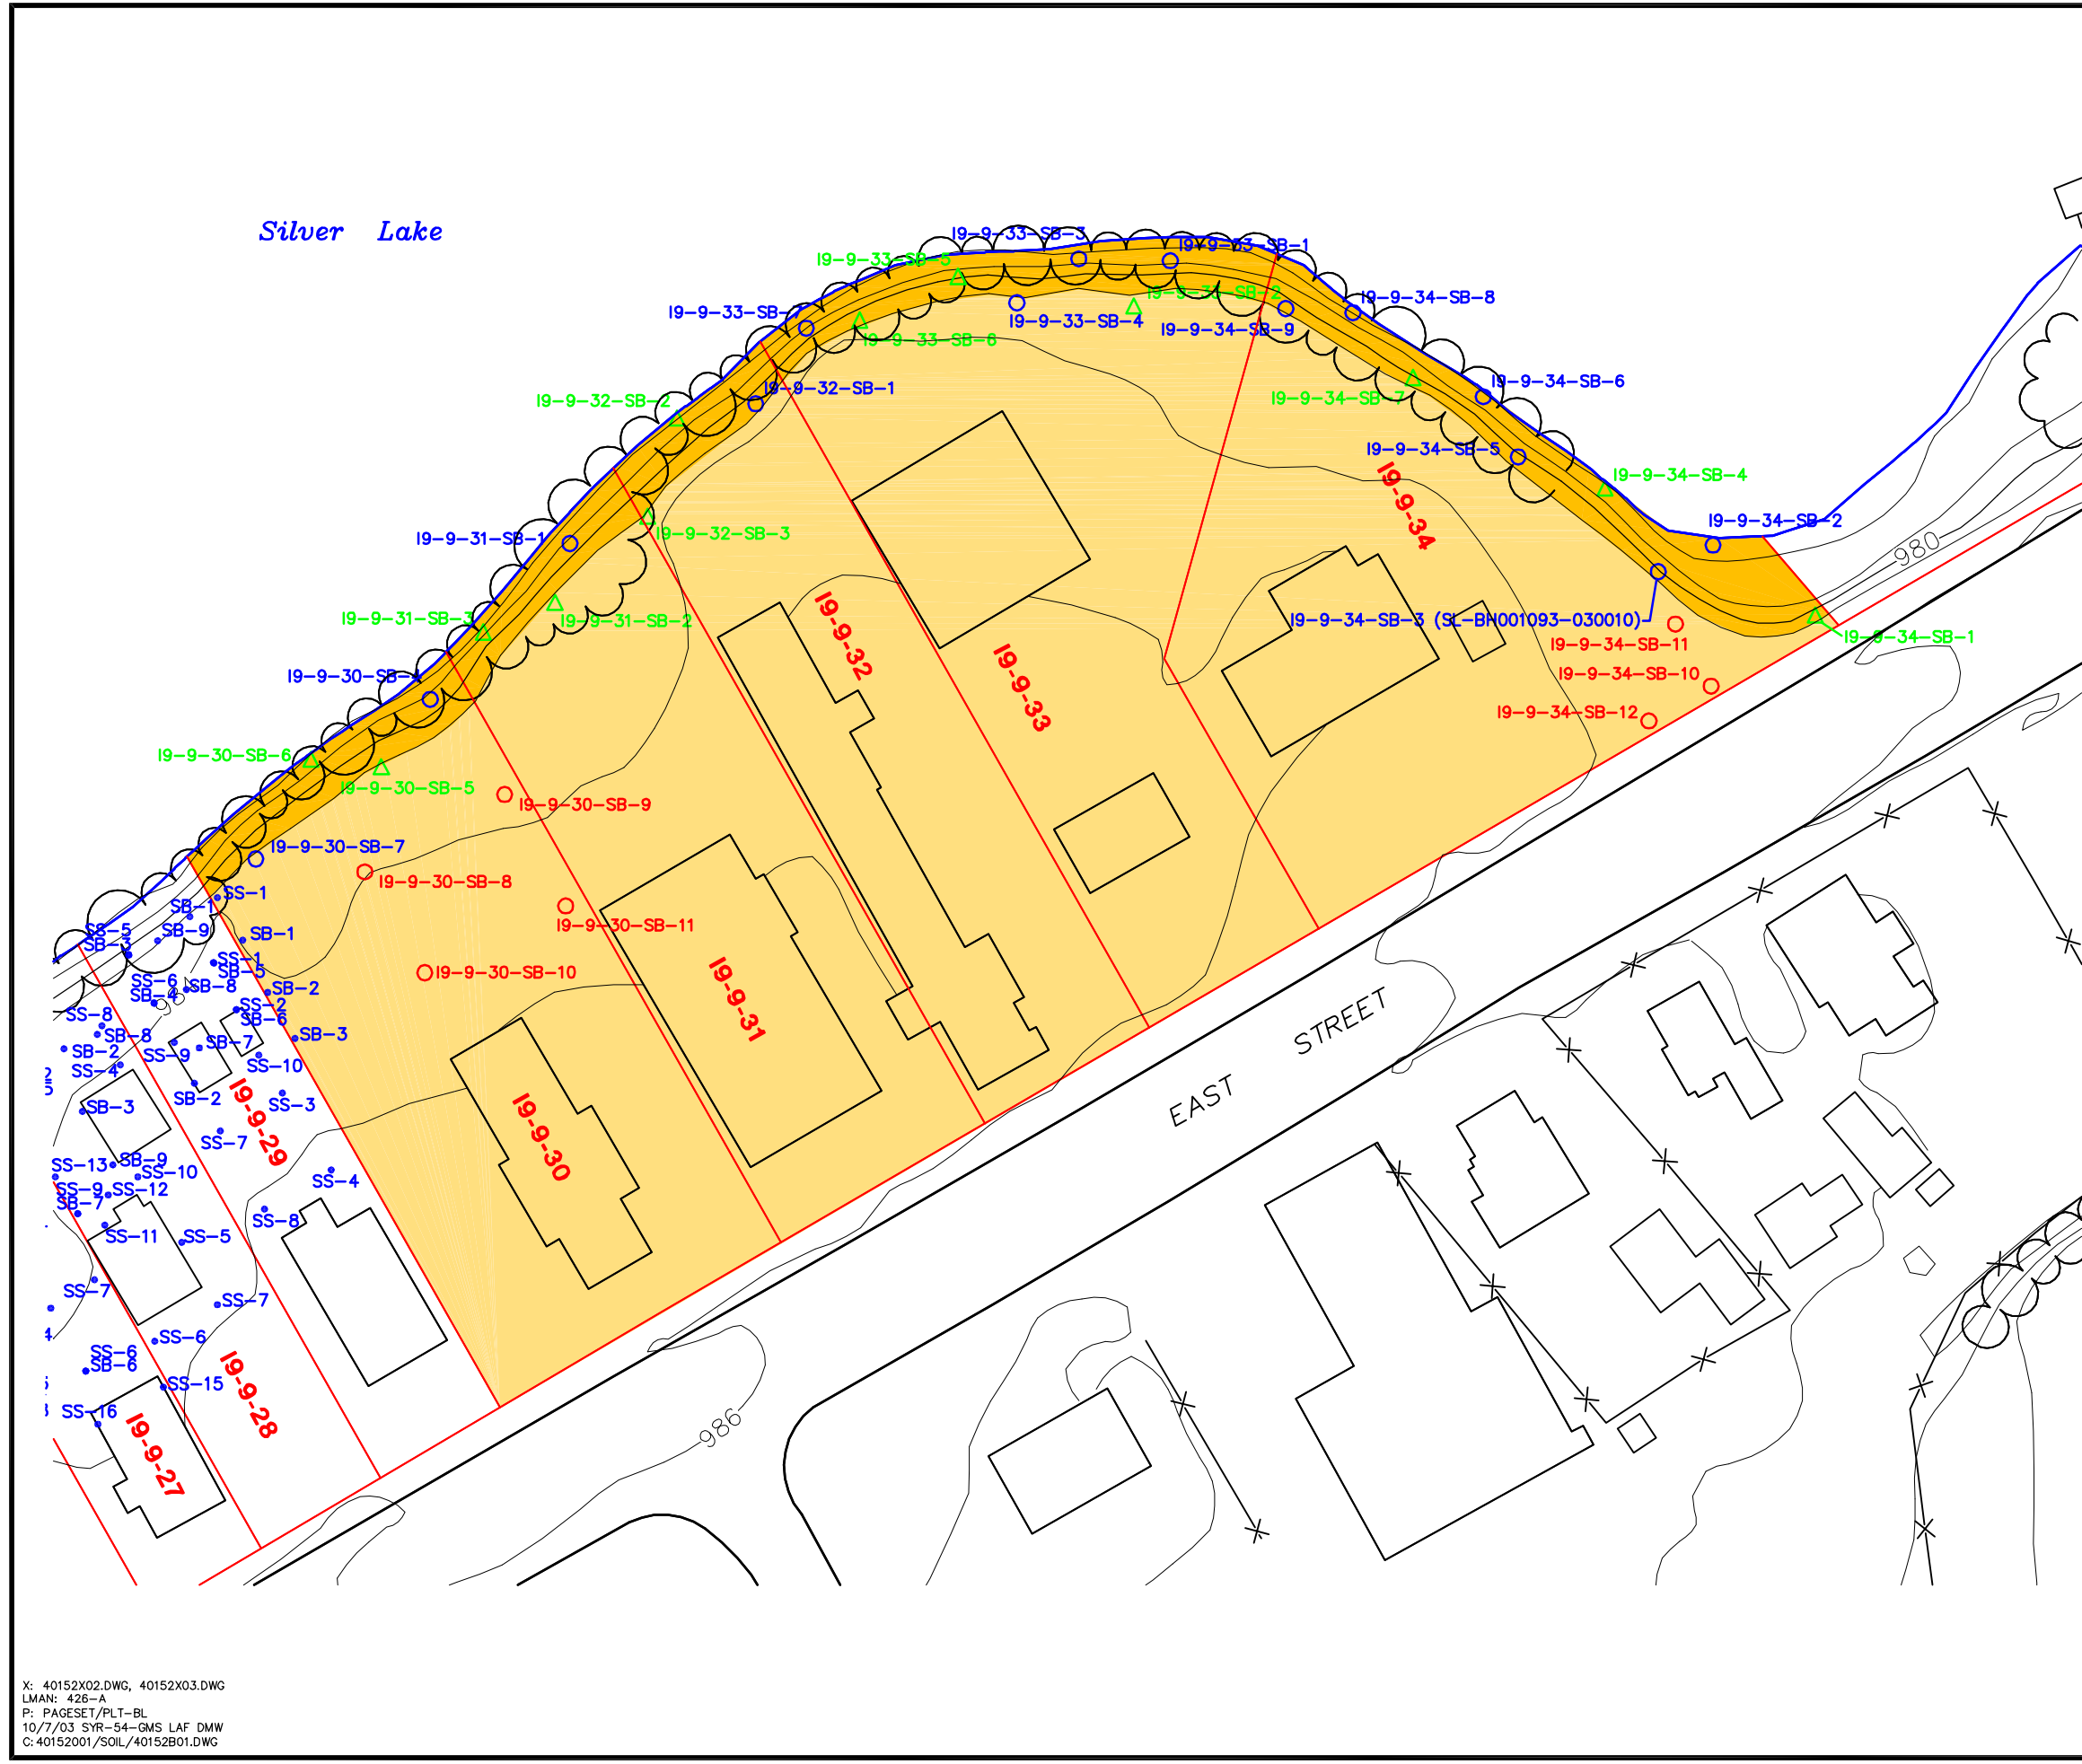 Silver Lake
I9-9-33-SB-3
I9-9-33-SB-1
I9-9-33-SB-5
I9-9-33-SB-2
I9-9-34-SB-8
I9-9-33-SB-7
I9-9-33-SB-4
I9-9-34-SB-9
I9-9-33-SB-6
I9-9-32-SB-1
I9-9-34-SB-6
I9-9-32-SB-2
I9-9-34-SB-7
I9-9-34-SB-5
I9-9-34-SB-4
I9-9-34
I9-9-34-SB-2
I9-9-32-SB-3
I9-9-31-SB-1
980
I9-9-31-SB-3
I9-9-31-SB-2
I9-9-34-SB-3 (SL-BH001093-030010)
I9-9-32
I9-9-34-SB-1
I9-9-34-SB-11
I9-9-30-SB-4
I9-9-34-SB-10
I9-9-33
I9-9-34-SB-12
I9-9-30-SB-6
I9-9-30-SB-5
I9-9-30-SB-9
I9-9-30-SB-7
I9-9-30-SB-8
SS-1
SB-1
I9-9-30-SB-11
SS-5
SB-9
SB-1
SB-3
SS-1
SB-5
I9-9-30-SB-10
SS-6
SB-8
SB-2
SB-4
I9-9-31
SS-2
SB-6
SS-8
SB-8
SB-7
SB-3
SB-2
SS-9
SS-10
SS-4
EAST STREET
SB-3
SB-2
SS-3
I9-9-29
I9-9-30
SS-7
SS-13
SB-9
SS-10
SS-4
SS-9
SS-12
SB-7
SS-8
SS-11
SS-5
SS-7
SS-7
SS-6
SS-6
SB-6
I9-9-28
SS-15
SS-16
986
I9-9-27
X: 40152X02.DWG, 40152X03.DWG
LMAN: 426-A
P: PAGESET/PLT-BL
10/7/03 SYR-54-GMS LAF DMW
C: 40152001/SOIL/40152B01.DWG